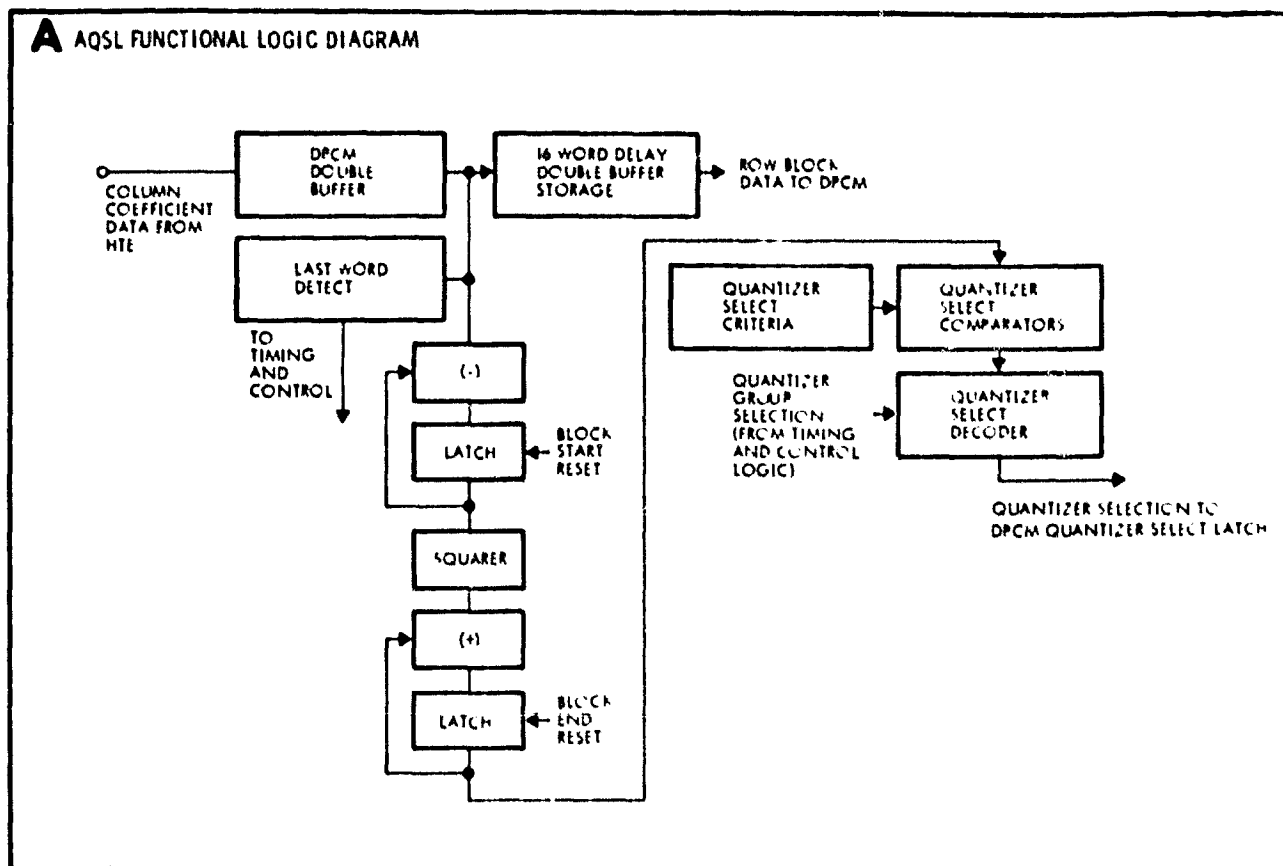 A AQSL FUNCTIONAL LOGIC DIAGRAM
DPCM
DOUBLE
BUFFER
16 WORD DELAY
DOUBLE BUFFER
STORAGE
ROW BLOCK
DATA TO DPCM
COLUMN
COEFFICIENT
DATA FROM
HTE
LAST WORD
DETECT
TO
TIMING
AND
CONTROL
QUANTIZER
SELECT
CRITERIA
QUANTIZER
SELECT
COMPARATORS
(-)
LATCH
BLOCK
START
RESET
QUANTIZER
GROUP
SELECTION
(FROM TIMING
AND CONTROL
LOGIC)
QUANTIZER
SELECT
DECODER
QUANTIZER SELECTION TO
DPCM QUANTIZER SELECT LATCH
SQUARER
(+)
LATCH
BLOCK
END
RESET